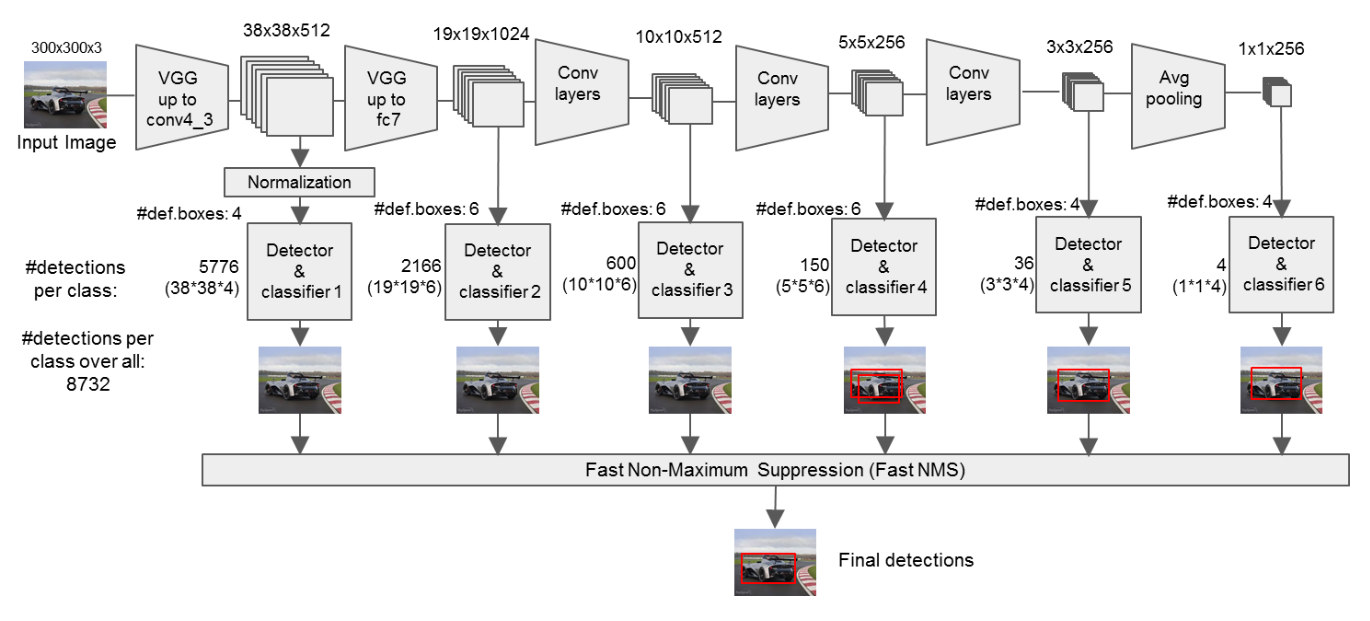 300x300x3
38x38x512
19x19x1024
10x10x512
5x5x256
3x3x256
1x1x256
VGG
up to
conv4_3
VGG
up to
fc7
Conv
layers
Conv
layers
Conv
layers
Avg
pooling
Input Image
Normalization
#def.boxes: 4
#def.boxes: 6
#def.boxes: 6
#def.boxes: 6
#def.boxes: 4
#def.boxes: 4
#detections
per class:
5776
(38*38*4)
Detector
&
classifier 1
2166
(19*19*6)
Detector
&
classifier 2
600
(10*10*6)
Detector
&
classifier 3
150
(5*5*6)
Detector
&
classifier 4
36
(3*3*4)
Detector
&
classifier 5
4
(1*1*4)
Detector
&
classifier 6
#detections per
class over all:
8732
Fast Non-Maximum Suppression (Fast NMS)
Final detections